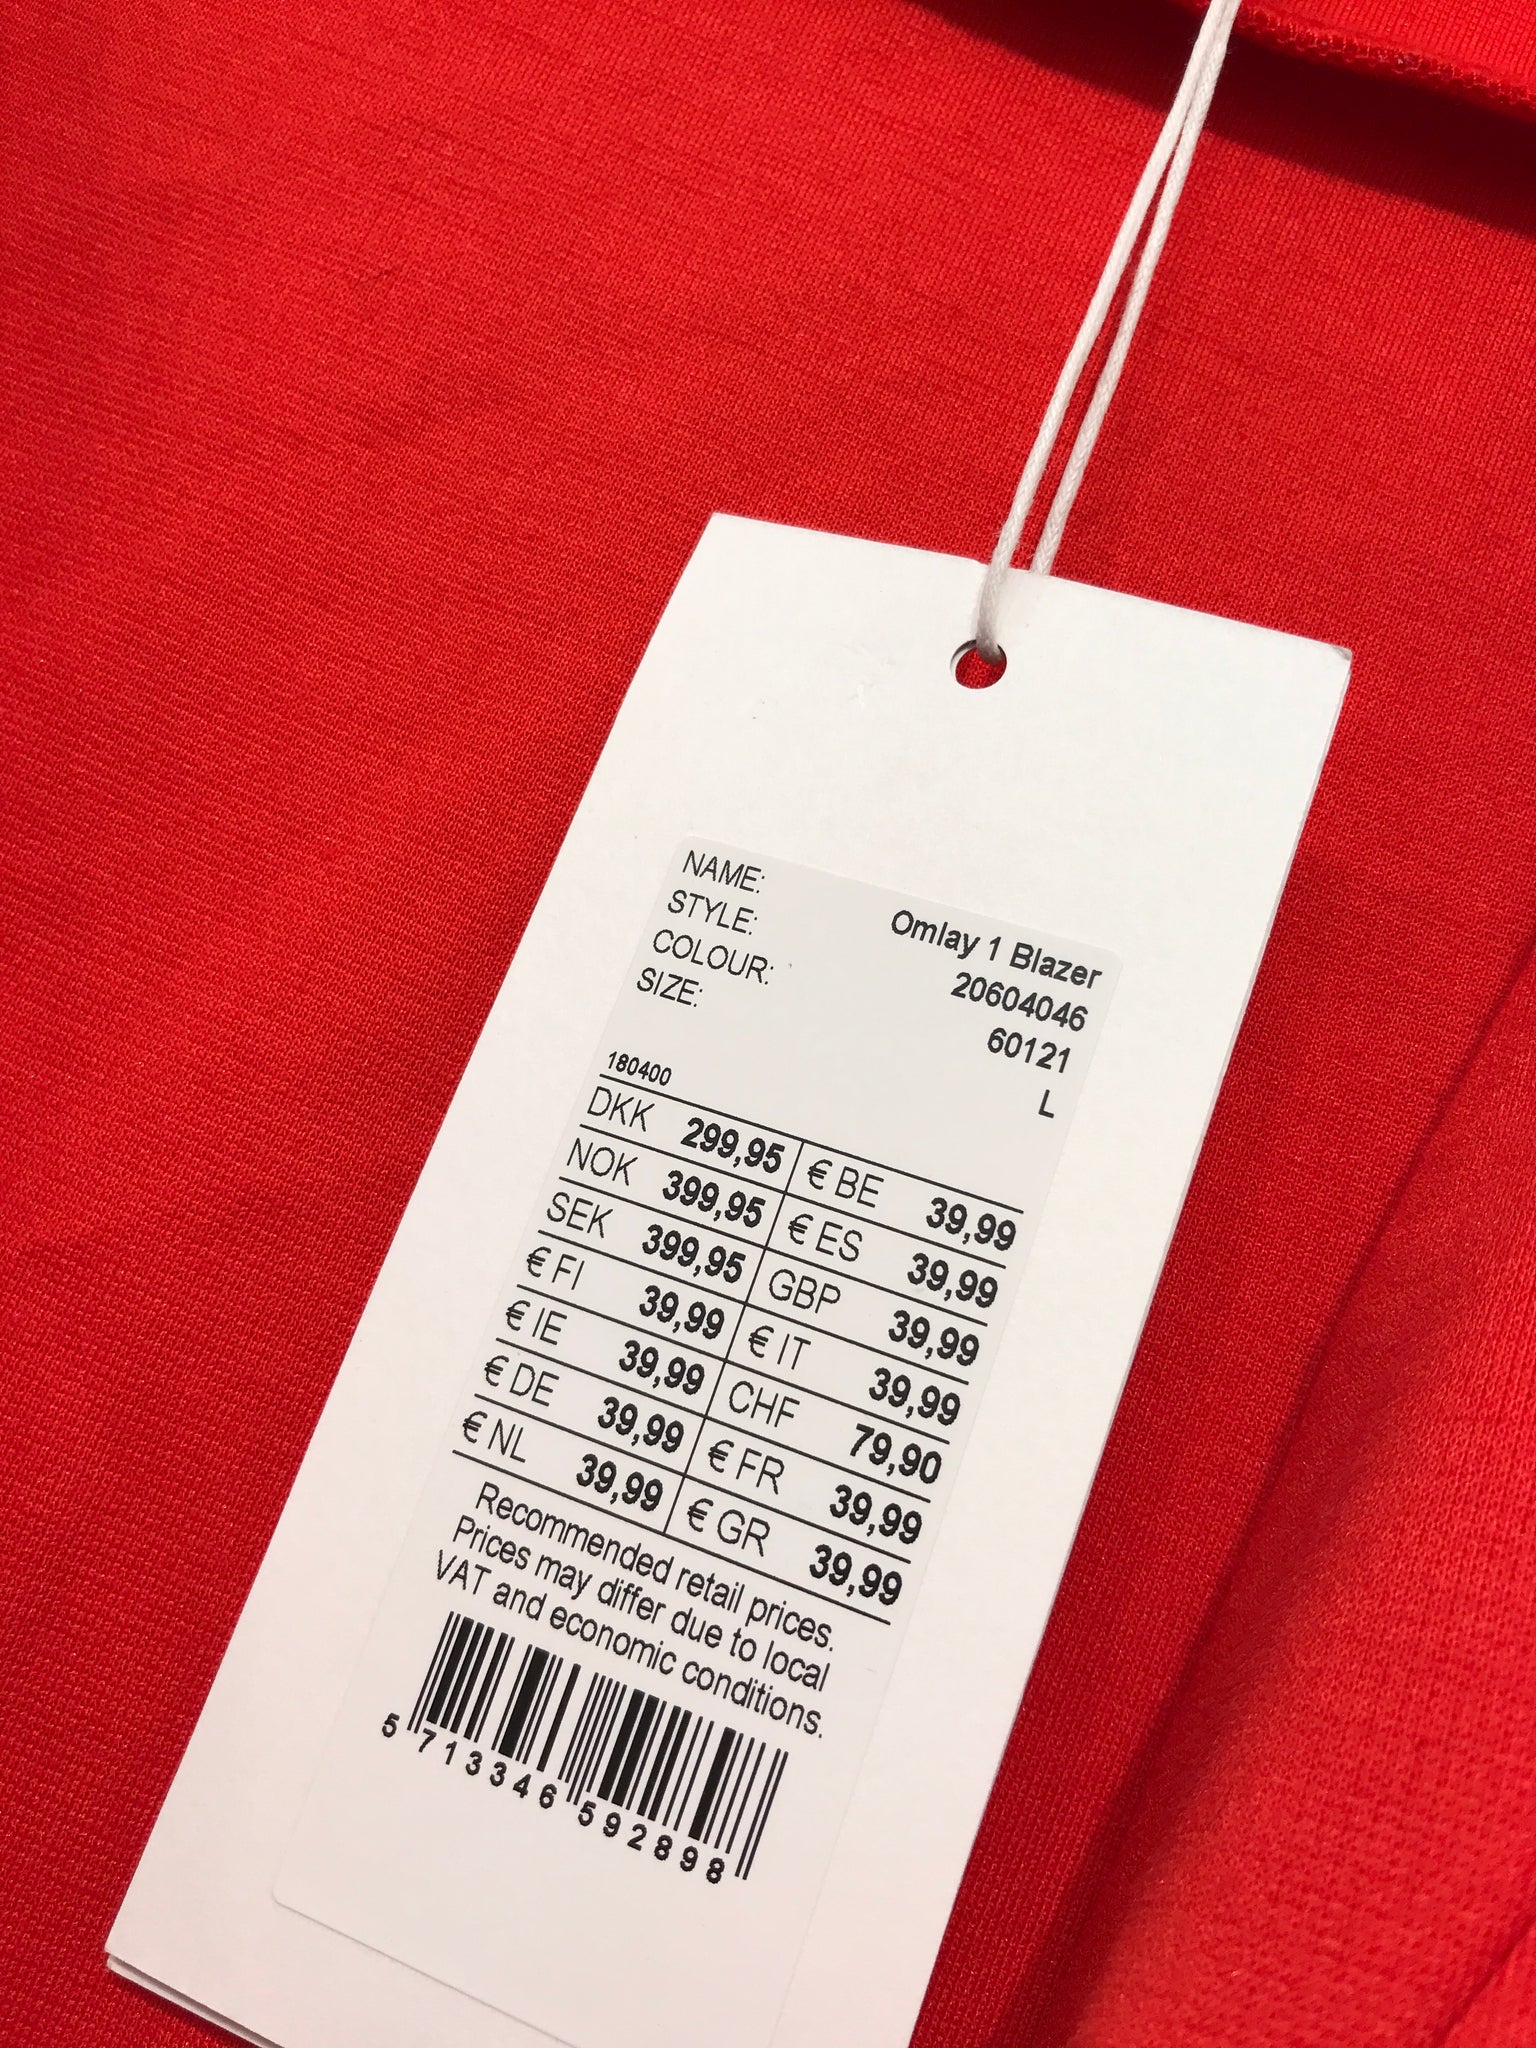 NAME: Omlay 1 Blazer
STYLE: 20604046
COLOUR: 60121
SIZE: L
180400
DKK 299,95 € BE 39,99
NOK 399,95 € ES 39,99
SEK 399,95 GBP 39,99
€ FI 39,99 € IT 39,99
€ IE 39,99 CHF 79,90
€ DE 39,99 € FR 39,99
€ NL 39,99 € GR 39,99
Recommended retail prices.
Prices may differ due to local
VAT and economic conditions.
5 713346 592898